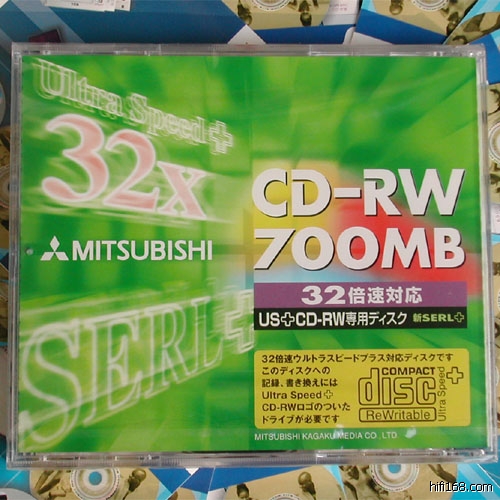 Ultra Speed+
32x
MITSUBISHI
SERL+
CD-RW
700MB
32倍速対応
US+CD-RW専用ディスク 新SERL+
32倍速ウルトラスピードプラス対応ディスクです
このディスクへの
記録、書き換えには
Ultra Speed+
CD-RWロゴのついた
ドライブが必要です
COMPACT
disc+
ReWritable
Ultra Speed
MITSUBISHI KAGAKU MEDIA CO., LTD.
hifi168.com